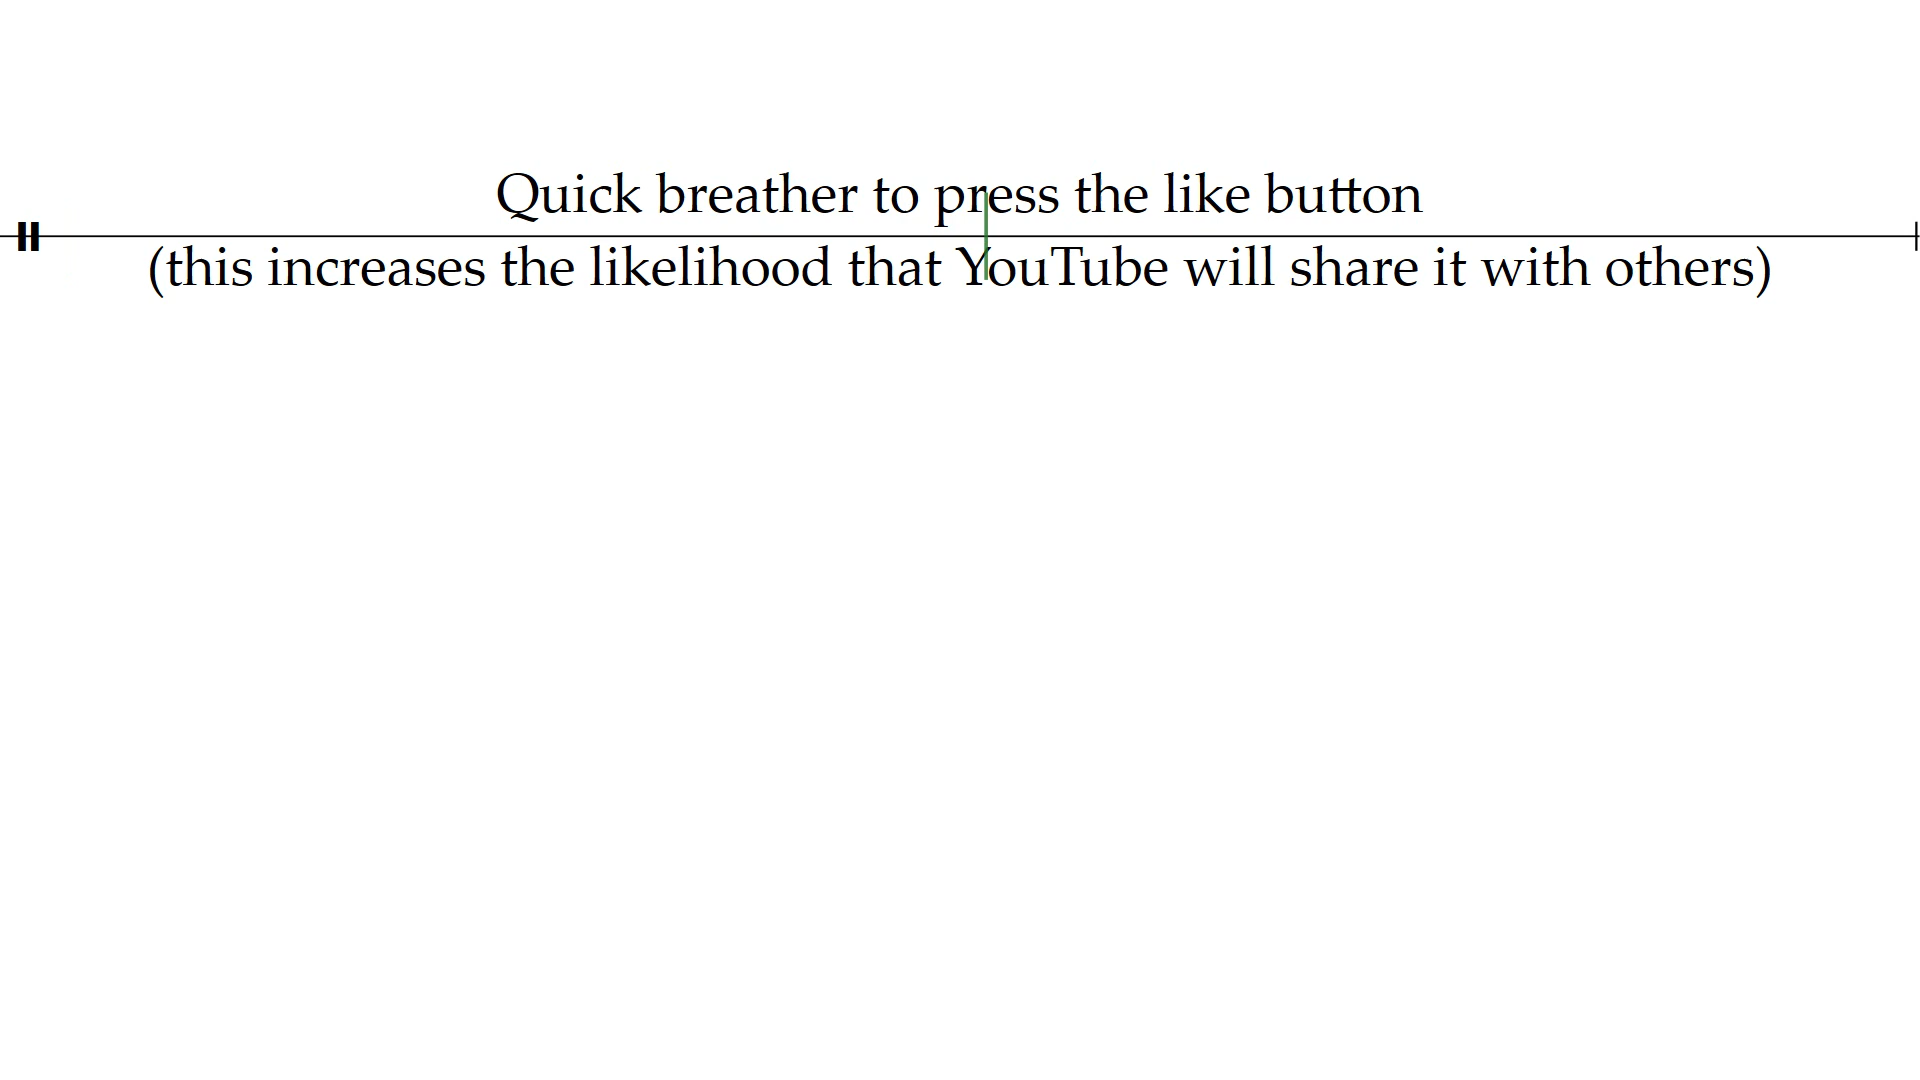 Quick breather to press the like button
(this increases the likelihood that YouTube will share it with others)